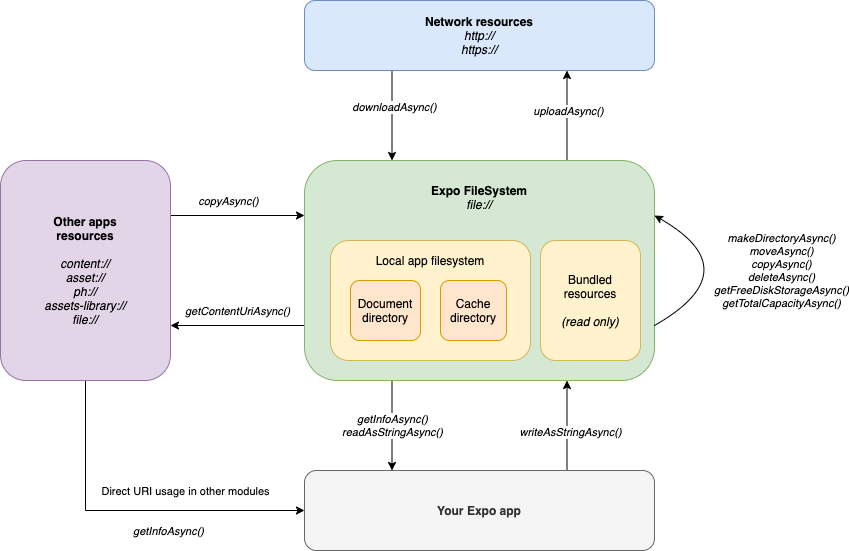 Network resources
http://
https://
downloadAsync()
uploadAsync()
Other apps
resources
content://
asset://
ph://
assets-library://
file://
copyAsync()
getContentUriAsync()
Expo FileSystem
file://
Local app filesystem
Document
directory
Cache
directory
Bundled
resources
(read only)
makeDirectoryAsync()
moveAsync()
copyAsync()
deleteAsync()
getFreeDiskStorageAsync()
getTotalCapacityAsync()
getInfoAsync()
readAsStringAsync()
writeAsStringAsync()
Direct URI usage in other modules
getInfoAsync()
Your Expo app